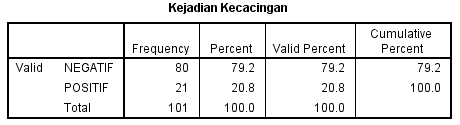 Kejadian Kecacingan
Frequency Percent Valid Percent Cumulative Percent
Valid NEGATIF 80 79.2 79.2 79.2
POSITIF 21 20.8 20.8 100.0
Total 101 100.0 100.0